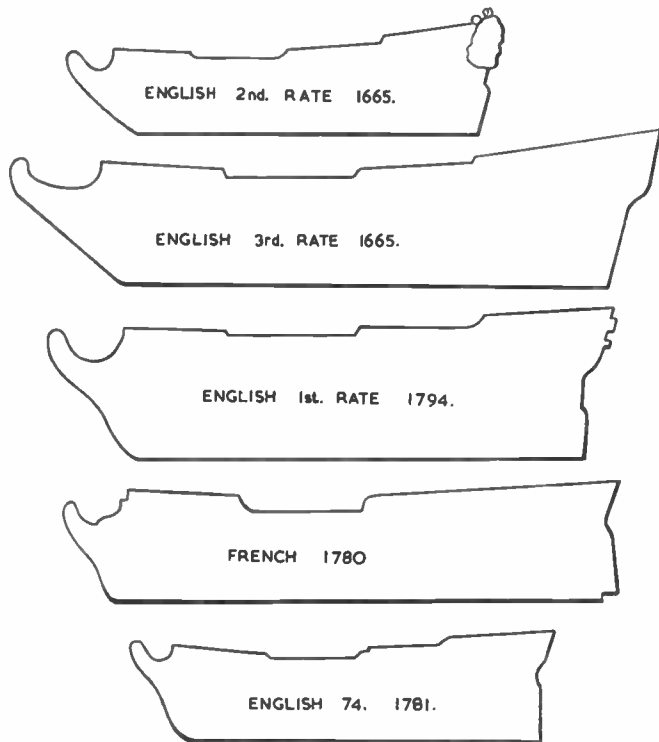 ENGLISH 2nd. RATE 1665.
ENGLISH 3rd. RATE 1665.
ENGLISH 1st. RATE 1794.
FRENCH 1780
ENGLISH 74. 1781.